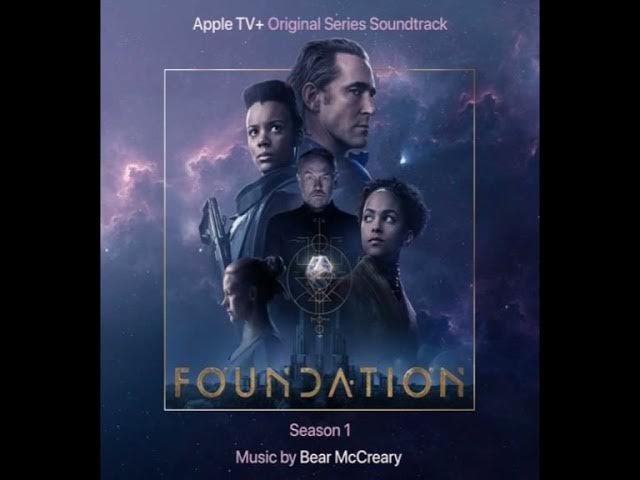 Apple TV+ Original Series Soundtrack
FOUNDATION
Season 1
Music by Bear McCreary